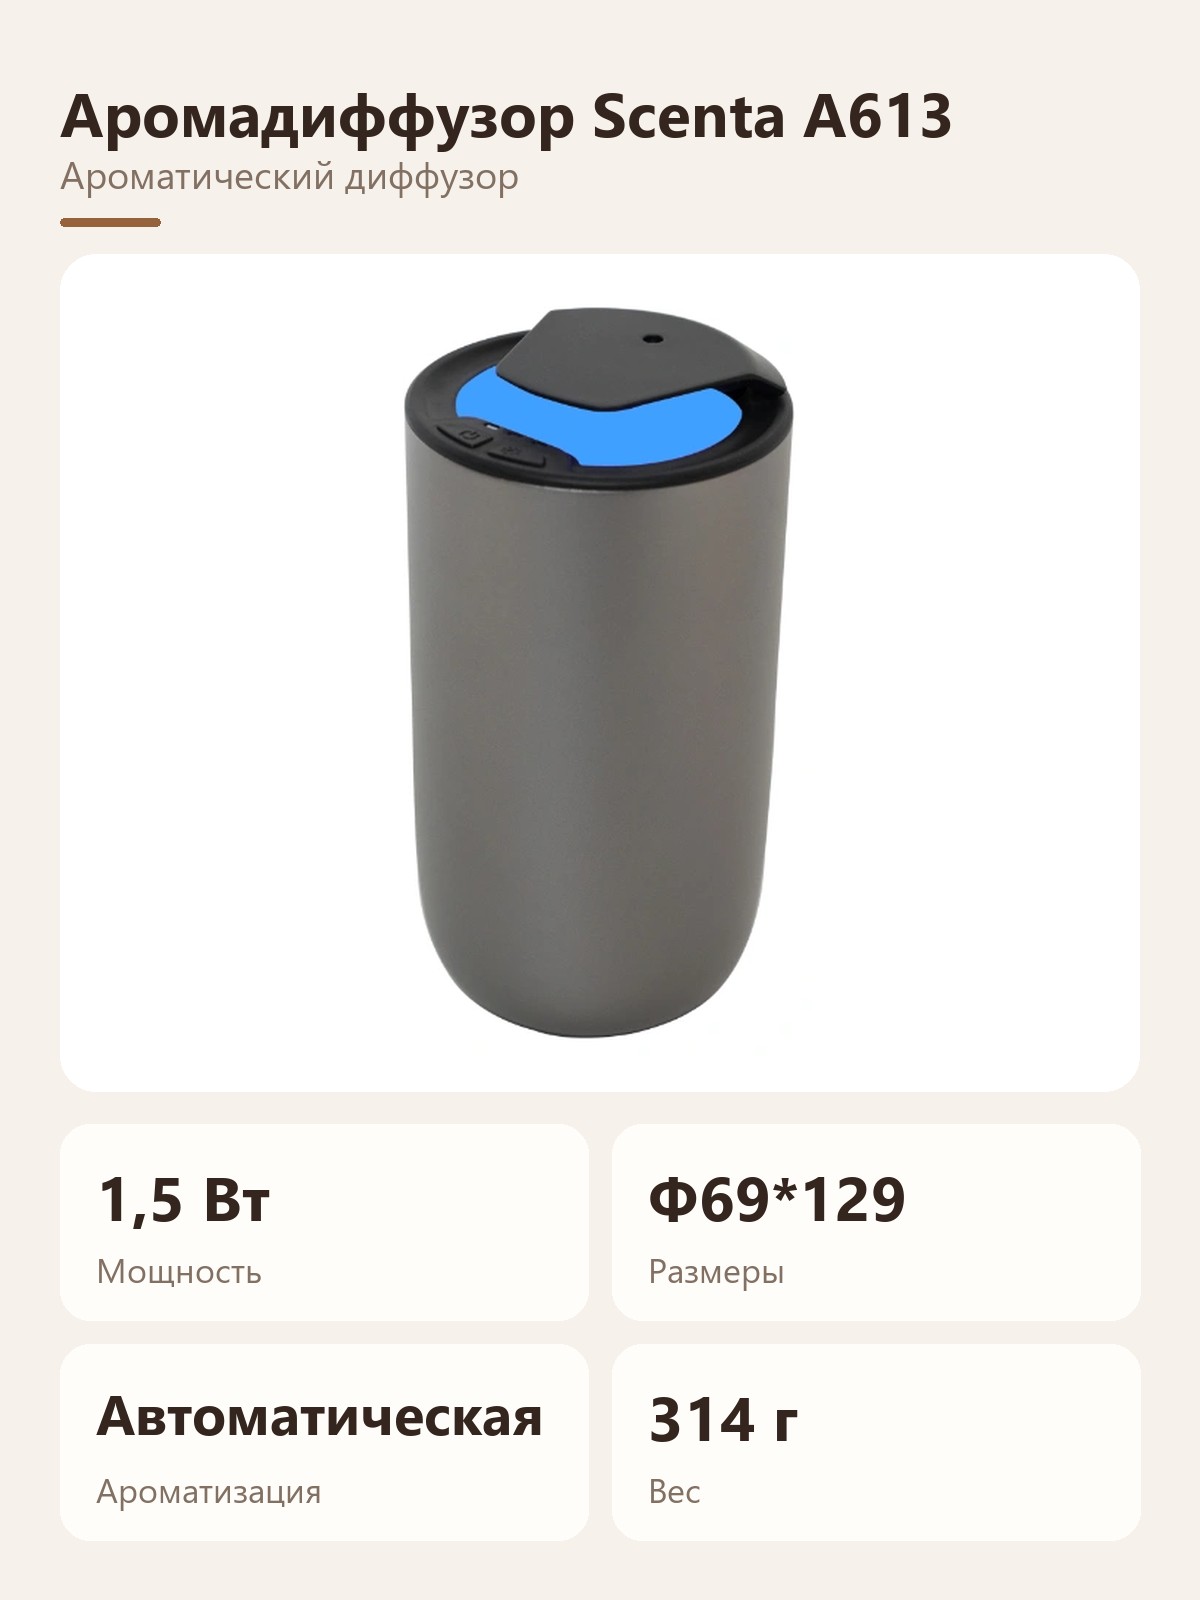 Аромадиффузор Scenta A613
Ароматический диффузор
1,5 Вт
Мощность
Ф69*129
Размеры
Автоматическая
Ароматизация
314 г
Вес